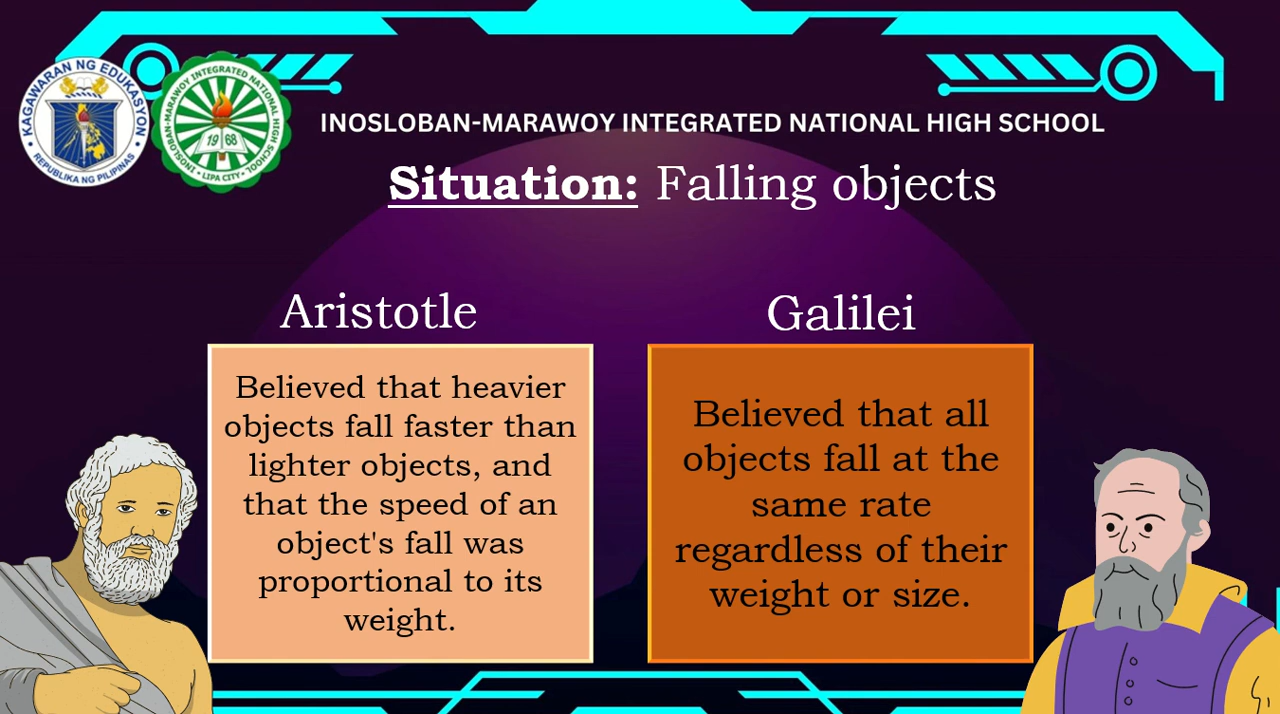 KAGAWARAN NG EDUKASYON
REPUBLIKA NG PILIPINAS
INOSLOBAN-MARAWOY INTEGRATED NATIONAL HIGH SCHOOL
1968
• LIPA CITY •
INOSLOBAN-MARAWOY INTEGRATED NATIONAL HIGH SCHOOL
Situation: Falling objects
Aristotle
Believed that heavier
objects fall faster than
lighter objects, and
that the speed of an
object's fall was
proportional to its
weight.
Galilei
Believed that all
objects fall at the
same rate
regardless of their
weight or size.